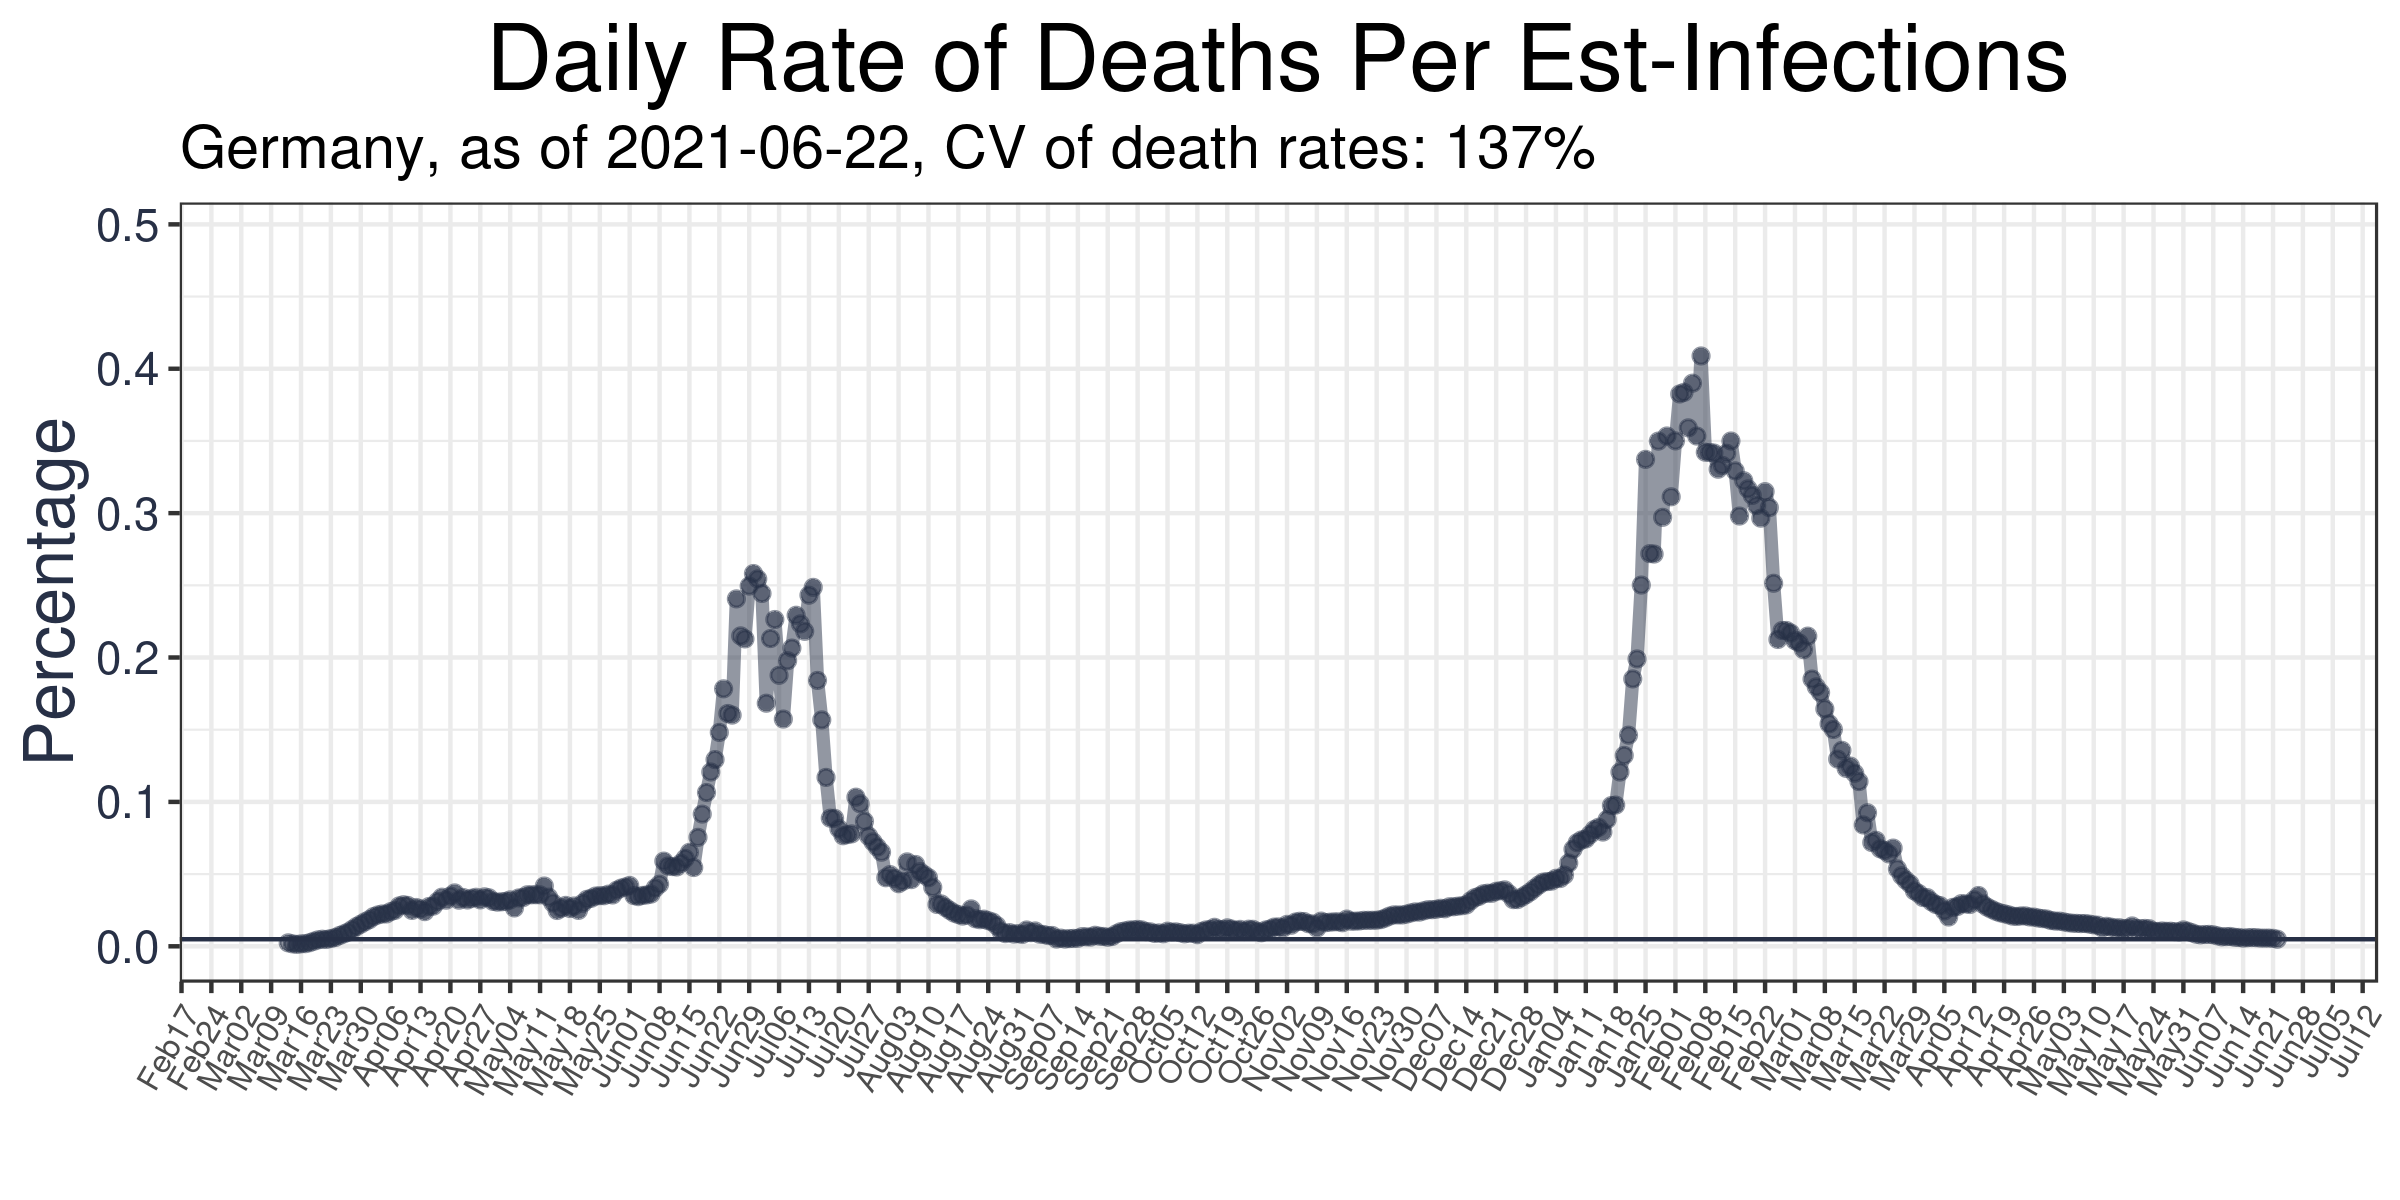 Daily Rate of Deaths Per Est-Infections
Germany, as of 2021-06-22, CV of death rates: 137%
Percentage
0.5
0.4
0.3
0.2
0.1
0.0
Feb17
Feb24
Mar02
Mar09
Mar16
Mar23
Mar30
Apr06
Apr13
Apr20
Apr27
May04
May11
May18
May25
Jun01
Jun08
Jun15
Jun22
Jun29
Jul06
Jul13
Jul20
Jul27
Aug03
Aug10
Aug17
Aug24
Aug31
Sep07
Sep14
Sep21
Sep28
Oct05
Oct12
Oct19
Oct26
Nov02
Nov09
Nov16
Nov23
Nov30
Dec07
Dec14
Dec21
Dec28
Dec04
Jan11
Jan18
Jan25
Feb01
Feb08
Feb15
Feb22
Mar01
Mar08
Mar15
Mar22
Mar29
Apr05
Apr12
Apr19
Apr26
May03
May10
May17
May24
May31
May07
Jun14
Jun21
Jun28
Jul05
Jul12